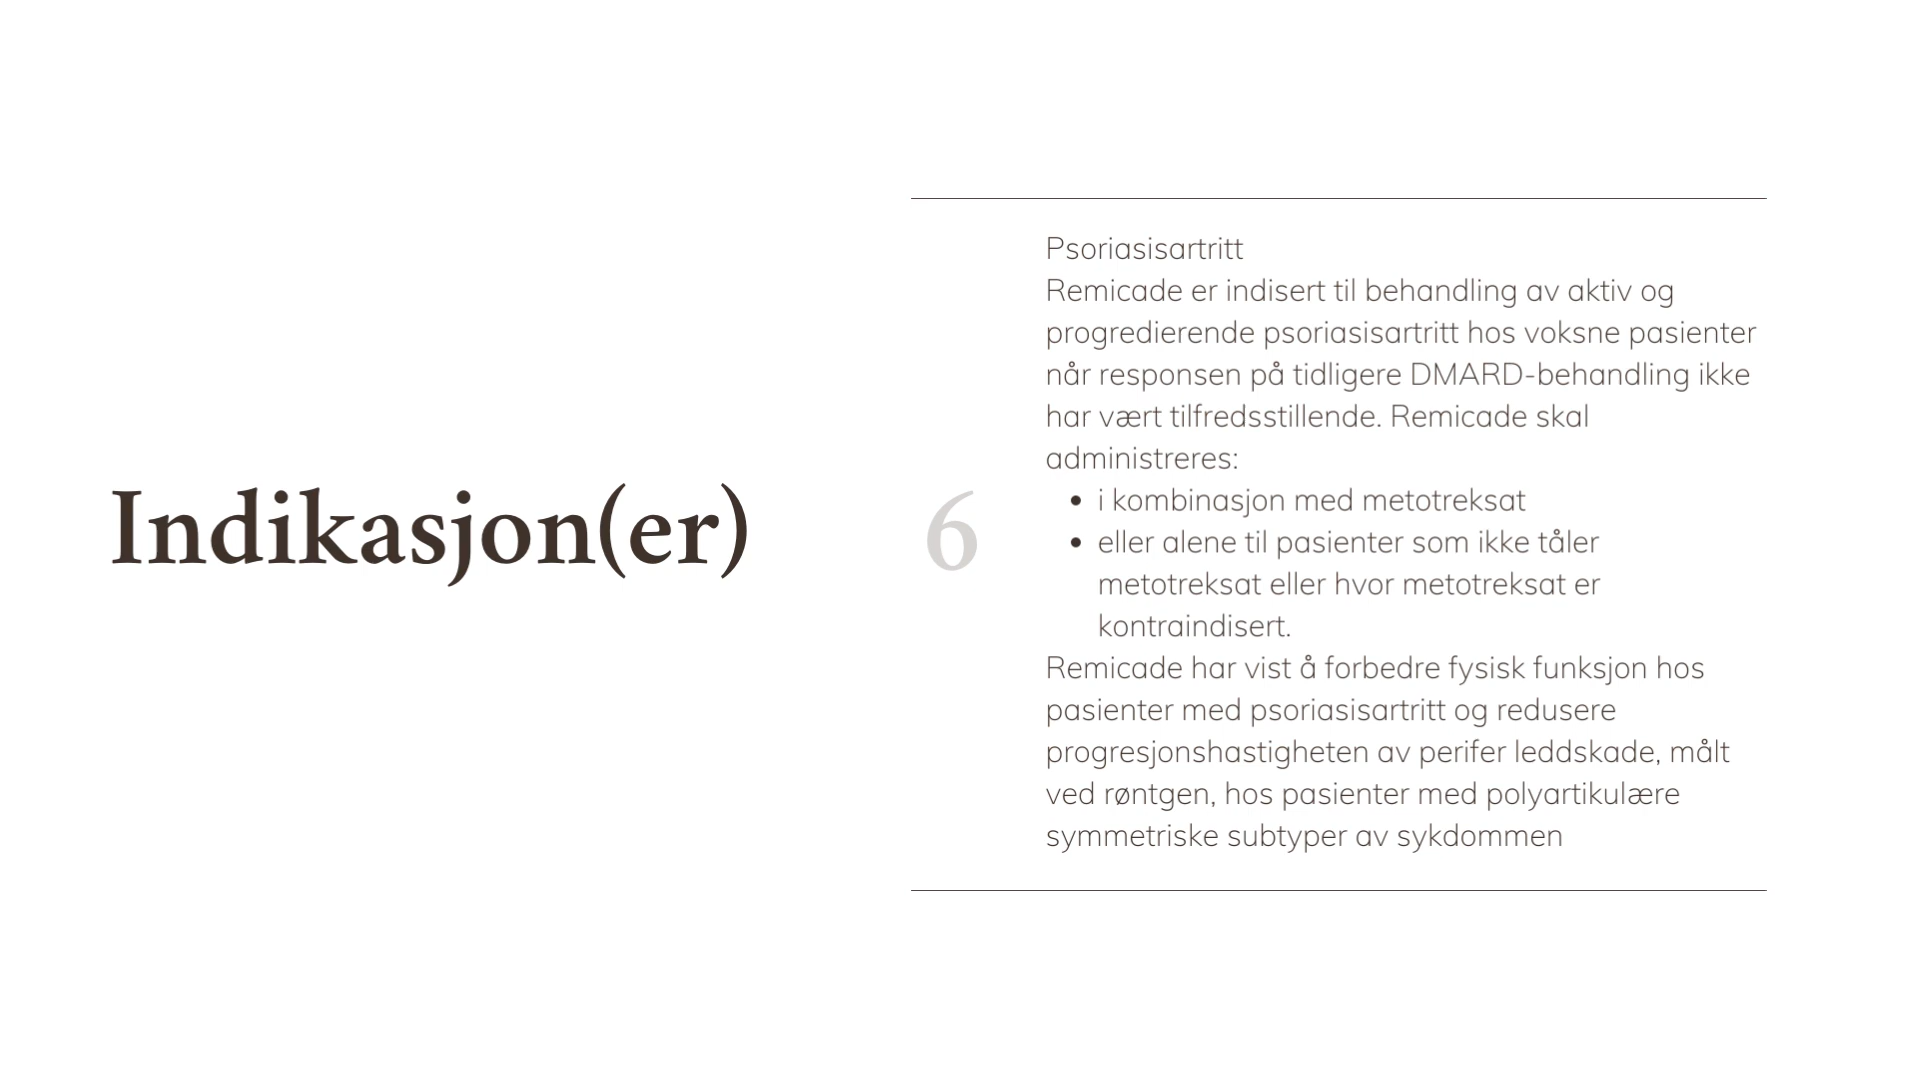 Indikasjon(er)
6
Psoriasisartritt
Remicade er indisert til behandling av aktiv og
progredierende psoriasisartritt hos voksne pasienter
når responsen på tidligere DMARD-behandling ikke
har vært tilfredsstillende. Remicade skal
administreres:
• i kombinasjon med metotreksat
• eller alene til pasienter som ikke tåler
metotreksat eller hvor metotreksat er
kontraindisert.
Remicade har vist å forbedre fysisk funksjon hos
pasienter med psoriasisartritt og redusere
progresjonshastigheten av perifer leddskade, målt
ved røntgen, hos pasienter med polyartikulære
symmetriske subtyper av sykdommen